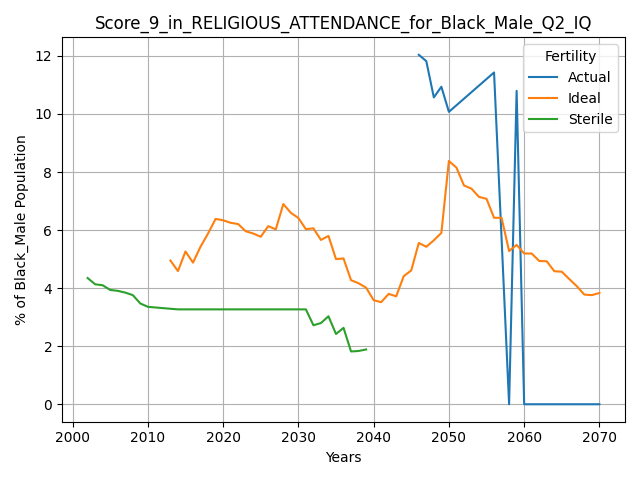 Score_9_in_RELIGIOUS_ATTENDANCE_for_Black_Male_Q2_IQ
Fertility
Actual
Ideal
Sterile
% of Black_Male Population
12
10
8
6
4
2
0
2000 2010 2020 2030 2040 2050 2060 2070
Years